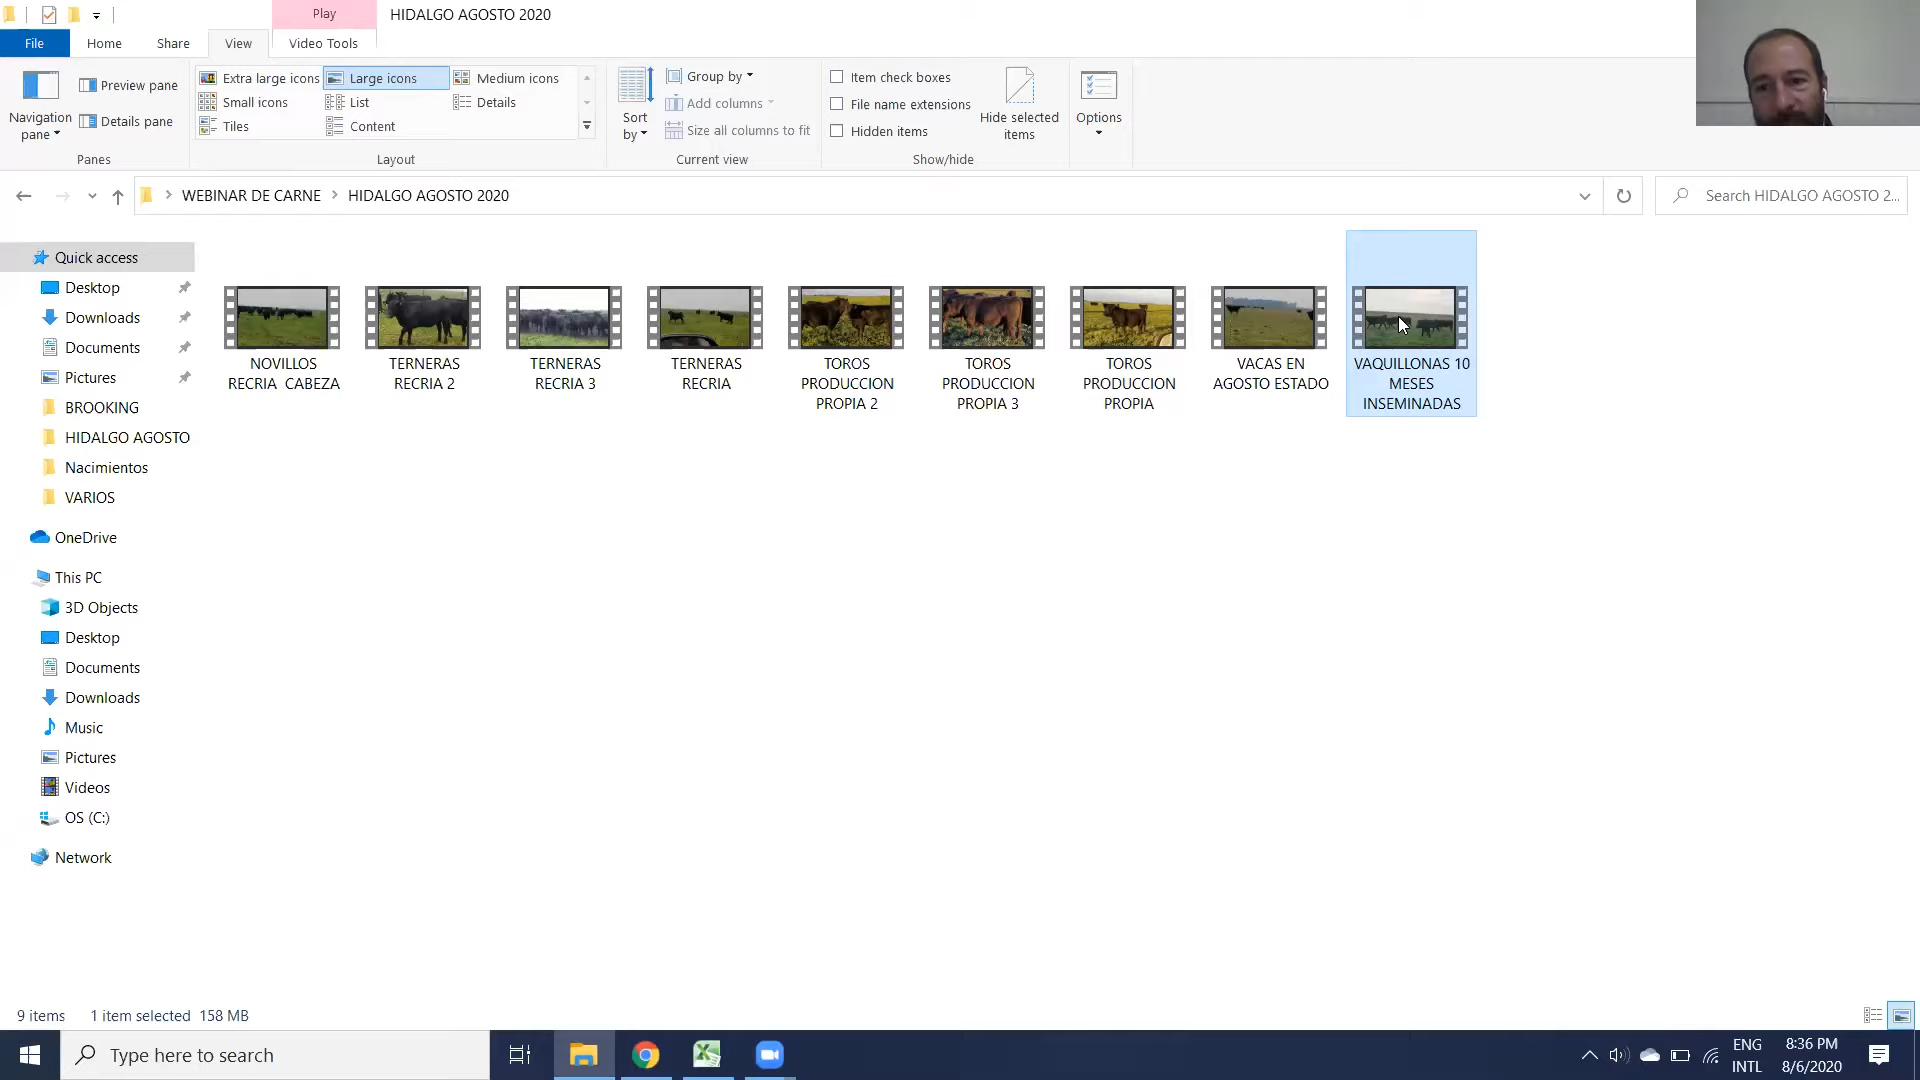 Play
HIDALGO AGOSTO 2020
File
Home
Share
View
Video Tools
Navigation pane
Preview pane
Details pane
Panes
Extra large icons
Large icons
Medium icons
Small icons
List
Details
Tiles
Content
Layout
Sort by
Group by
Add columns
Size all columns to fit
Current view
Item check boxes
File name extensions
Hidden items
Hide selected items
Show/hide
Options
WEBINAR DE CARNE
HIDALGO AGOSTO 2020
Search HIDALGO AGOSTO 2...
Quick access
Desktop
Downloads
Documents
Pictures
BROOKING
HIDALGO AGOSTO
Nacimientos
VARIOS
OneDrive
This PC
3D Objects
Desktop
Documents
Downloads
Music
Pictures
Videos
OS (C:)
Network
NOVILLOS
RECRIA CABEZA
TERNERAS
RECRIA 2
TERNERAS
RECRIA 3
TERNERAS
RECRIA
TOROS
PRODUCCION
PROPIA 2
TOROS
PRODUCCION
PROPIA 3
TOROS
PRODUCCION
PROPIA
VACAS EN
AGOSTO ESTADO
VAQUILLONAS 10
MESES
INSEMINADAS
9 items
1 item selected 158 MB
Type here to search
ENG
INTL
8:36 PM
8/6/2020